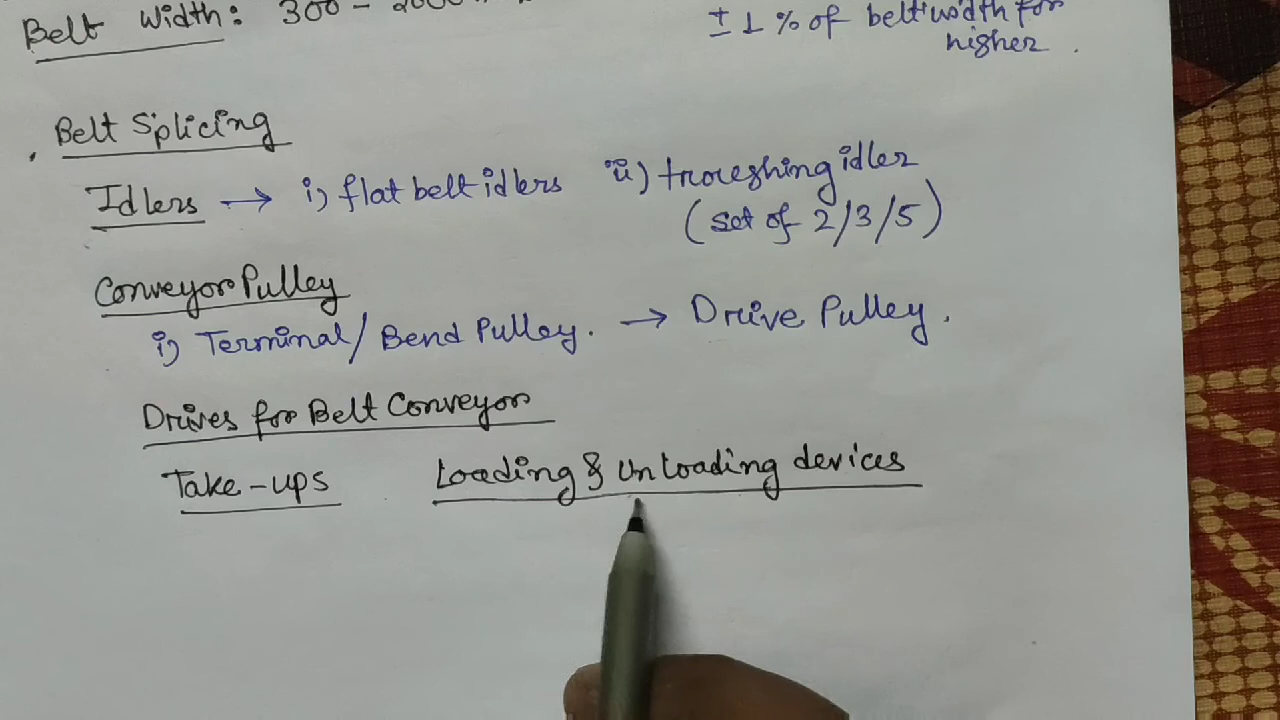 Belt Width: 300 - 2000
± 1 % of belt width for
higher.
Belt Splicing
Idlers → i) flat belt idlers ii) troughing idler
(set of 2/3/5)
Conveyor Pulley
i) Terminal/Bend Pulley. → Drive Pulley.
Drives for Belt Conveyor
Take-ups Loading & Unloading devices